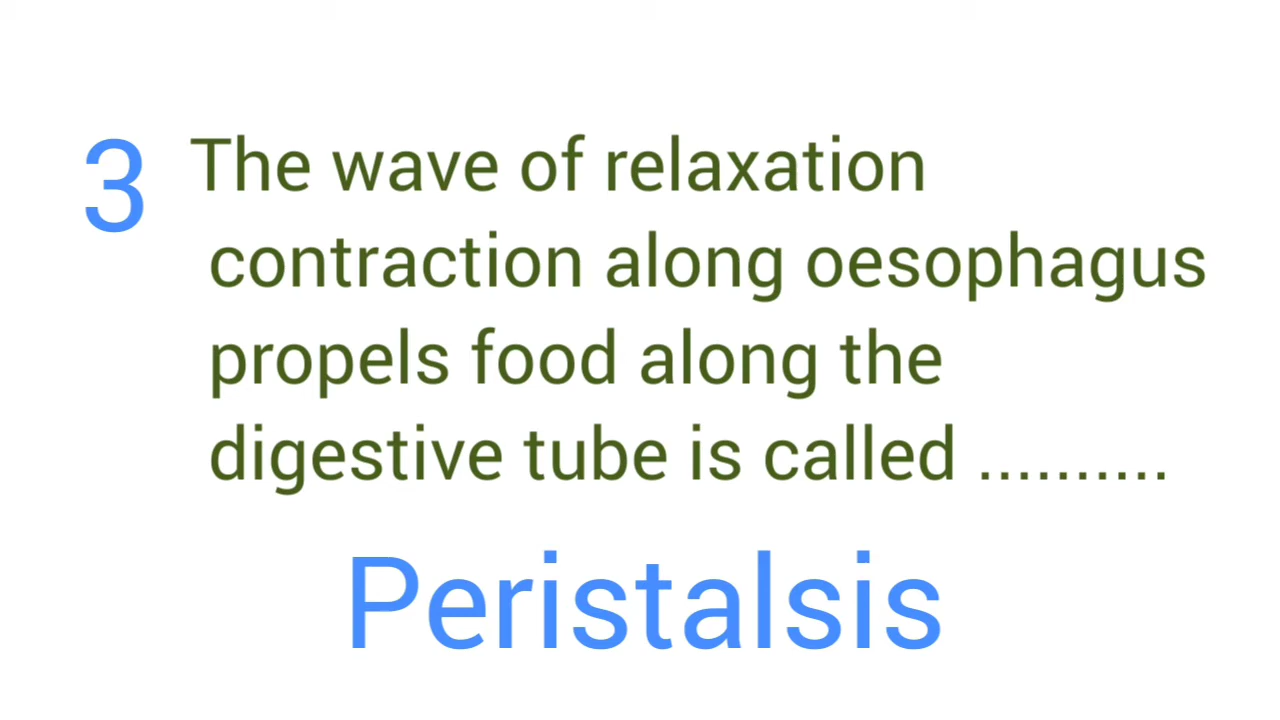 3 The wave of relaxation
contraction along oesophagus
propels food along the
digestive tube is called ..........
Peristalsis